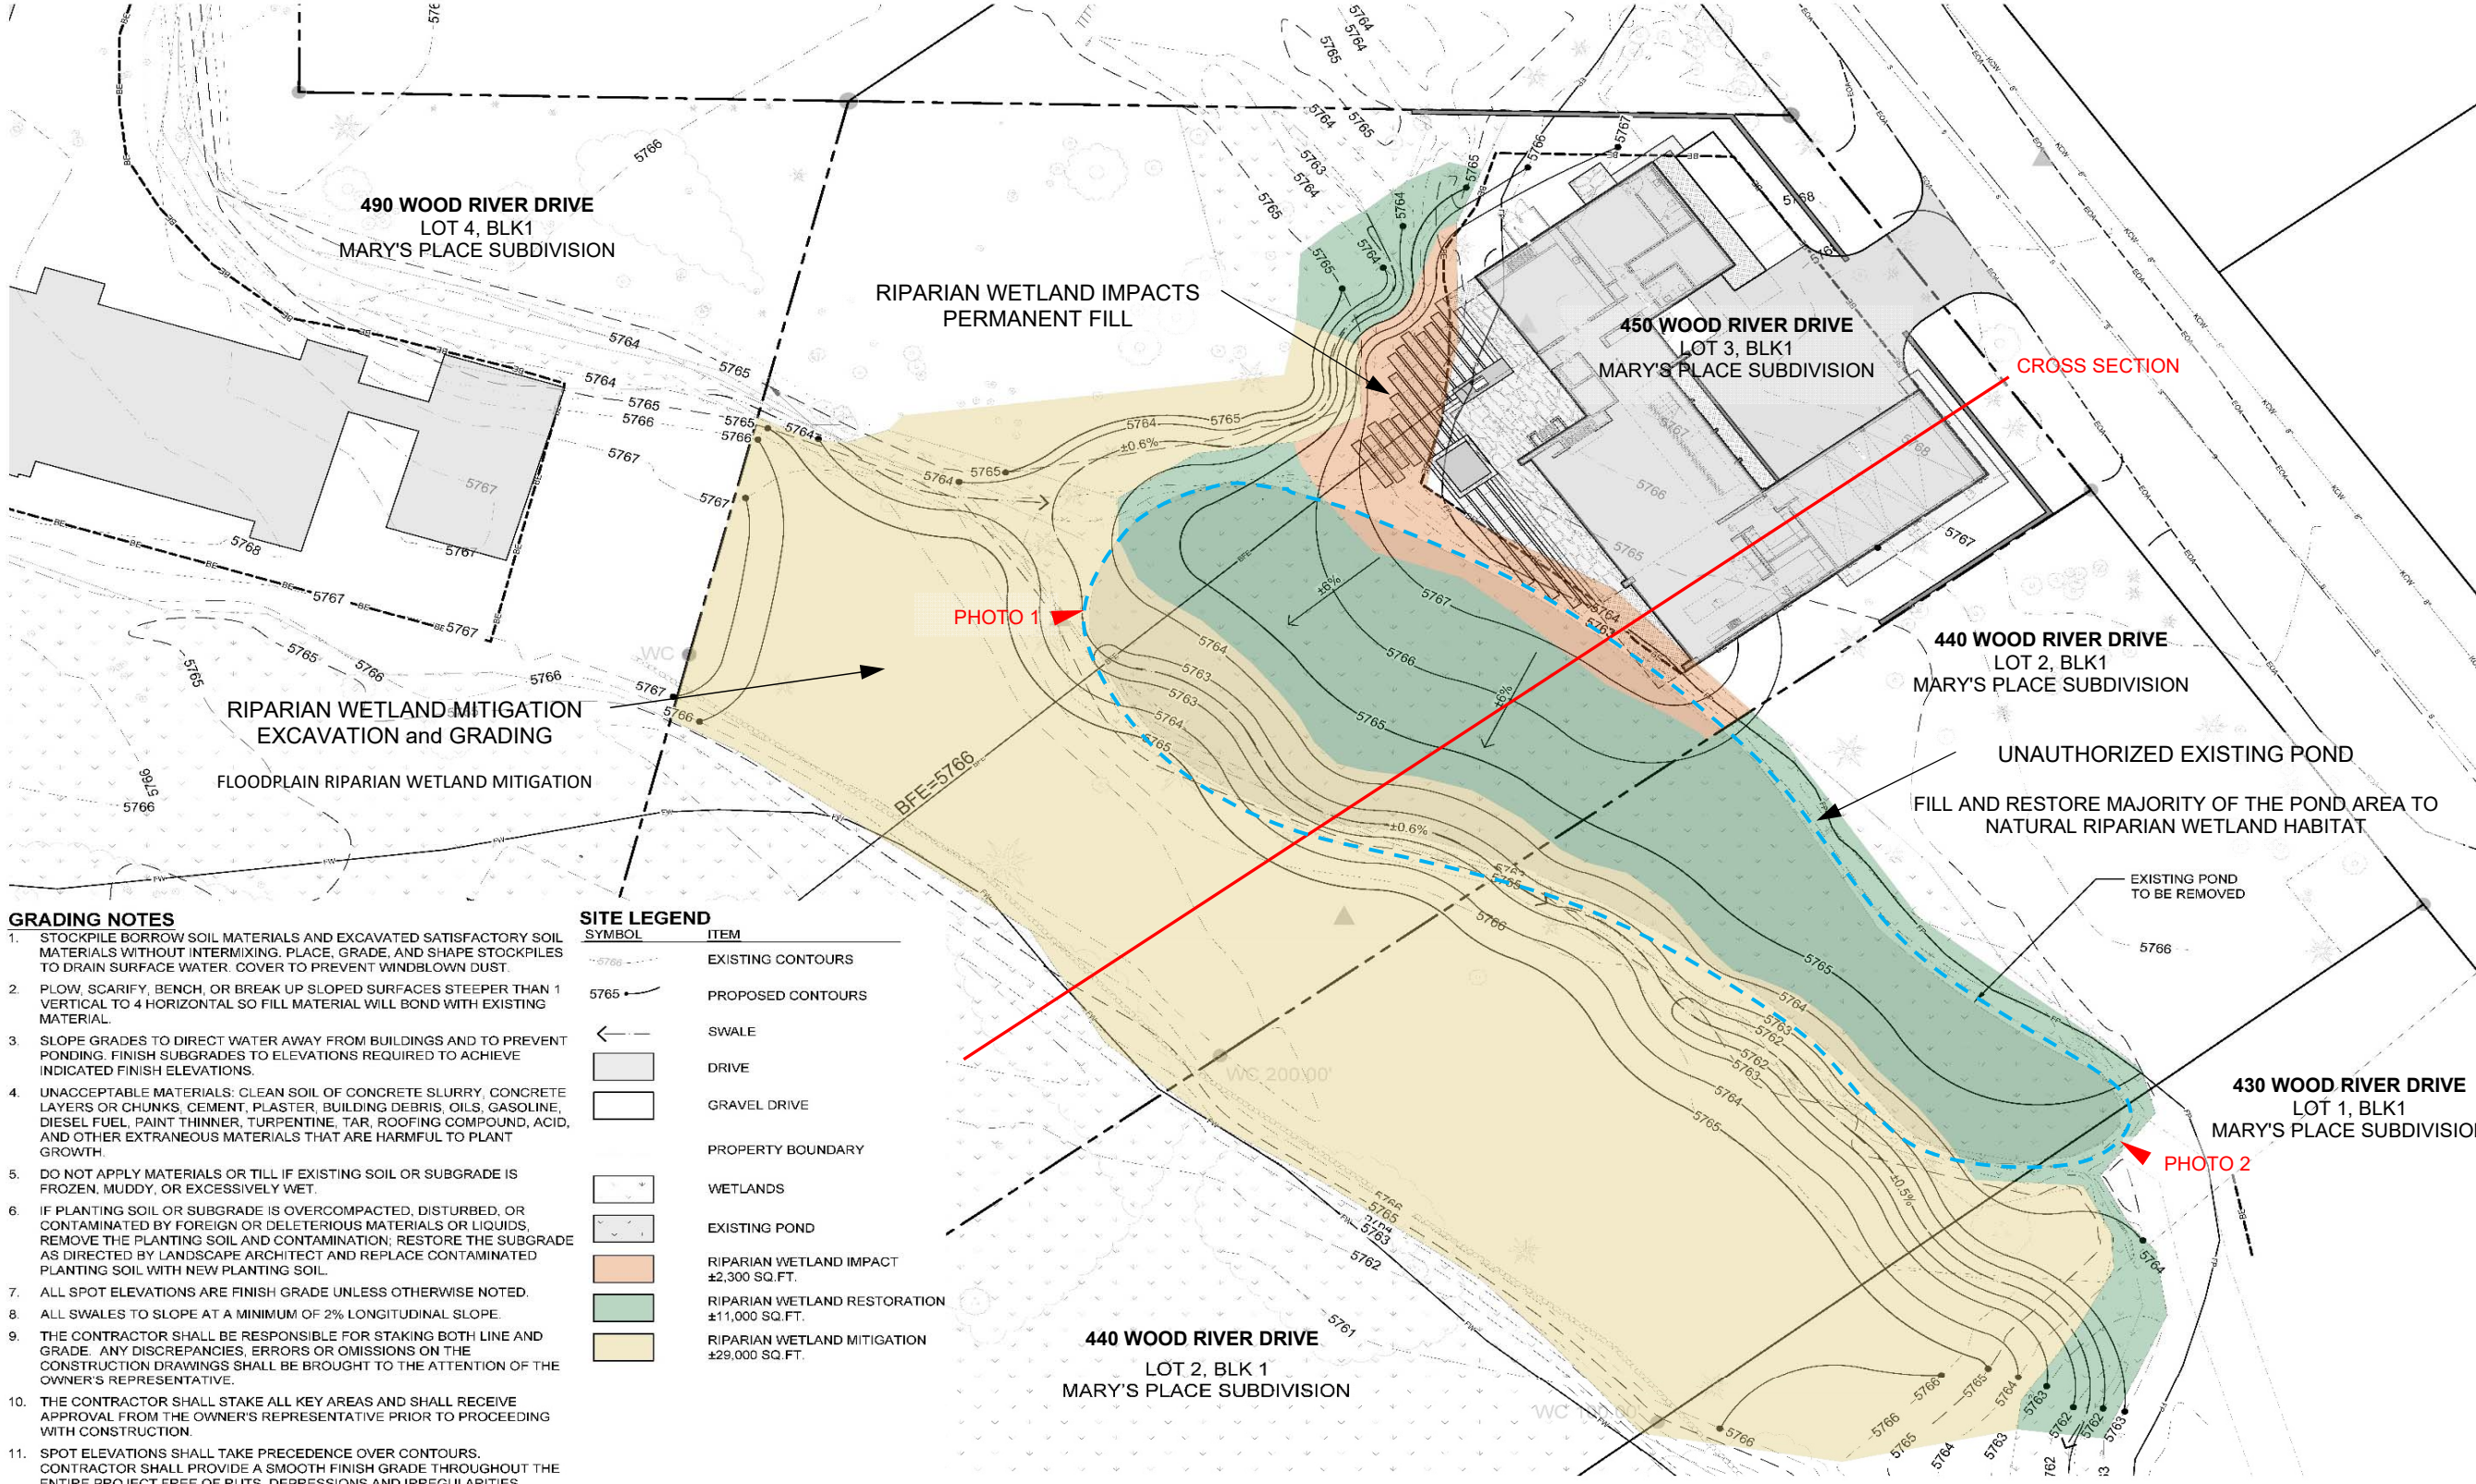 490 WOOD RIVER DRIVE
LOT 4, BLK1
MARY'S PLACE SUBDIVISION
RIPARIAN WETLAND IMPACTS
PERMANENT FILL
450 WOOD RIVER DRIVE
LOT 3, BLK1
MARY'S PLACE SUBDIVISION
CROSS SECTION
PHOTO 1
440 WOOD RIVER DRIVE
LOT 2, BLK1
MARY'S PLACE SUBDIVISION
RIPARIAN WETLAND MITIGATION
EXCAVATION and GRADING
FLOODPLAIN RIPARIAN WETLAND MITIGATION
BFE=5766
UNAUTHORIZED EXISTING POND
FILL AND RESTORE MAJORITY OF THE POND AREA TO
NATURAL RIPARIAN WETLAND HABITAT
EXISTING POND
TO BE REMOVED
430 WOOD RIVER DRIVE
LOT 1, BLK1
MARY'S PLACE SUBDIVISION
PHOTO 2
WC 200.00'
440 WOOD RIVER DRIVE
LOT 2, BLK 1
MARY'S PLACE SUBDIVISION
GRADING NOTES
1. STOCKPILE BORROW SOIL MATERIALS AND EXCAVATED SATISFACTORY SOIL
MATERIALS WITHOUT INTERMIXING. PLACE, GRADE, AND SHAPE STOCKPILES
TO DRAIN SURFACE WATER. COVER TO PREVENT WINDBLOWN DUST.
2. PLOW, SCARIFY, BENCH, OR BREAK UP SLOPED SURFACES STEEPER THAN 1
VERTICAL TO 4 HORIZONTAL SO FILL MATERIAL WILL BOND WITH EXISTING
MATERIAL.
3. SLOPE GRADES TO DIRECT WATER AWAY FROM BUILDINGS AND TO PREVENT
PONDING. FINISH SUBGRADES TO ELEVATIONS REQUIRED TO ACHIEVE
INDICATED FINISH ELEVATIONS.
4. UNACCEPTABLE MATERIALS: CLEAN SOIL OF CONCRETE SLURRY, CONCRETE
LAYERS OR CHUNKS, CEMENT, PLASTER, BUILDING DEBRIS, OILS, GASOLINE,
DIESEL FUEL, PAINT THINNER, TURPENTINE, TAR, ROOFING COMPOUND, ACID,
AND OTHER EXTRANEOUS MATERIALS THAT ARE HARMFUL TO PLANT
GROWTH.
5. DO NOT APPLY MATERIALS OR TILL IF EXISTING SOIL OR SUBGRADE IS
FROZEN, MUDDY, OR EXCESSIVELY WET.
6. IF PLANTING SOIL OR SUBGRADE IS OVERCOMPACTED, DISTURBED, OR
CONTAMINATED BY FOREIGN OR DELETERIOUS MATERIALS OR LIQUIDS,
REMOVE THE PLANTING SOIL AND CONTAMINATION; RESTORE THE SUBGRADE
AS DIRECTED BY LANDSCAPE ARCHITECT AND REPLACE CONTAMINATED
PLANTING SOIL WITH NEW PLANTING SOIL.
7. ALL SPOT ELEVATIONS ARE FINISH GRADE UNLESS OTHERWISE NOTED.
8. ALL SWALES TO SLOPE AT A MINIMUM OF 2% LONGITUDINAL SLOPE.
9. THE CONTRACTOR SHALL BE RESPONSIBLE FOR STAKING BOTH LINE AND
GRADE. ANY DISCREPANCIES, ERRORS OR OMISSIONS ON THE
CONSTRUCTION DRAWINGS SHALL BE BROUGHT TO THE ATTENTION OF THE
OWNER'S REPRESENTATIVE.
10. THE CONTRACTOR SHALL STAKE ALL KEY AREAS AND SHALL RECEIVE
APPROVAL FROM THE OWNER'S REPRESENTATIVE PRIOR TO PROCEEDING
WITH CONSTRUCTION.
11. SPOT ELEVATIONS SHALL TAKE PRECEDENCE OVER CONTOURS.
CONTRACTOR SHALL PROVIDE A SMOOTH FINISH GRADE THROUGHOUT THE
ENTIRE PROJECT FREE OF RUTS, DEPRESSIONS AND IRREGULARITIES
SITE LEGEND
SYMBOL ITEM
5766 EXISTING CONTOURS
5765 PROPOSED CONTOURS
SWALE
DRIVE
GRAVEL DRIVE
PROPERTY BOUNDARY
WETLANDS
EXISTING POND
RIPARIAN WETLAND IMPACT
±2,300 SQ.FT.
RIPARIAN WETLAND RESTORATION
±11,000 SQ.FT.
RIPARIAN WETLAND MITIGATION
±29,000 SQ.FT.